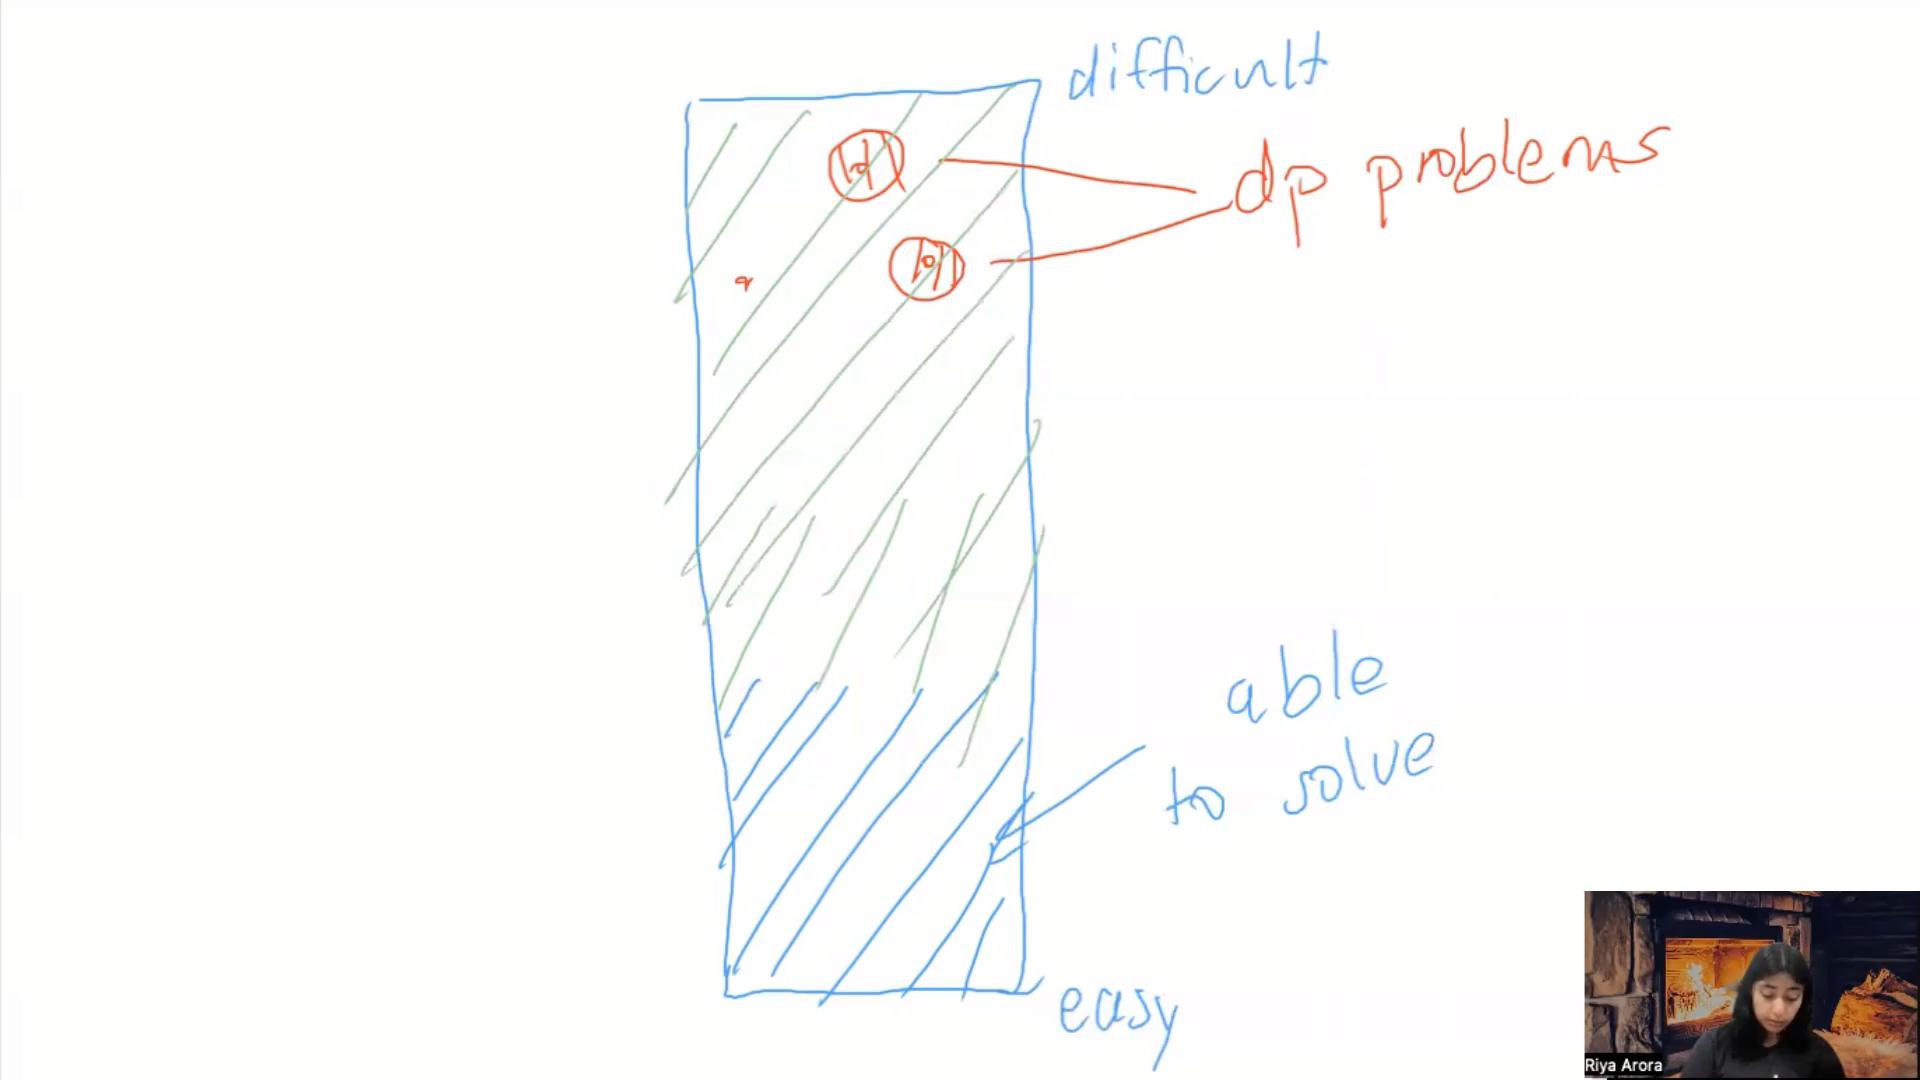 difficult
dp problems
able
to solve
easy
Riya Arora